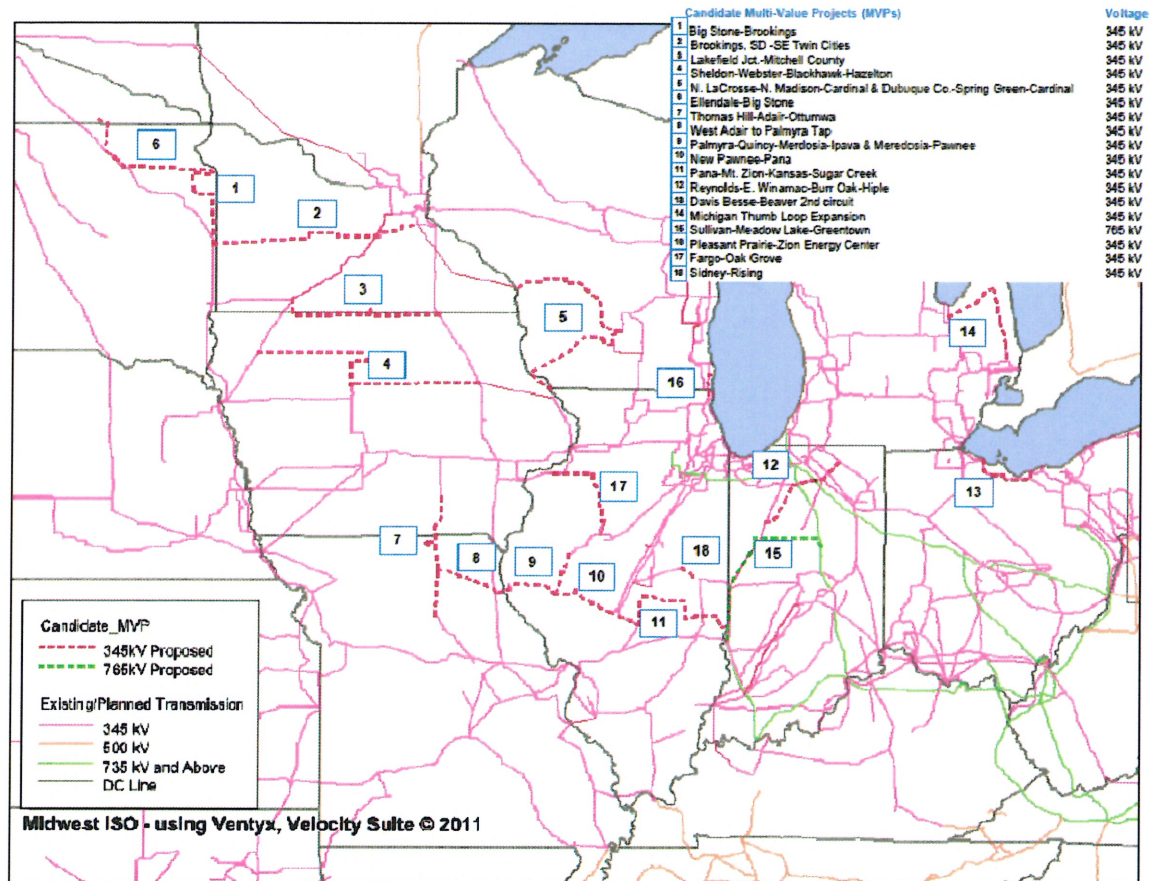 Candidate Multi-Value Projects (MVPs) Voltage
1 Big Stone-Brookings 345 kV
2 Brookings, SD -SE Twin Cities 345 kV
3 Lakefield Jct.-Mitchell County 345 kV
4 Sheldon-Webster-Blackhawk-Hazelton 345 kV
5 N. LaCrosse-N. Madison-Cardinal & Dubuque Co.-Spring Green-Cardinal 345 kV
6 Ellendale-Big Stone 345 kV
7 Thomas Hill-Adair-Ottumwa 345 kV
8 West Adair to Palmyra Tap 345 kV
9 Palmyra-Quincy-Merdosia-Ipava & Meredosia-Pawnee 345 kV
10 New Pawnee-Pana 345 kV
11 Pana-Mt. Zion-Kansas-Sugar Creek 345 kV
12 Reynolds-E. Winamac-Burr Oak-Hiple 345 kV
13 Davis Besse-Beaver 2nd circuit 345 kV
14 Michigan Thumb Loop Expansion 345 kV
15 Sullivan-Meadow Lake-Greentown 765 kV
16 Pleasant Prairie-Zion Energy Center 345 kV
17 Fargo-Oak Grove 345 kV
18 Sidney-Rising 345 kV
6
1
2
3
5
14
4
16
12
17
13
7
8
9
10
18
15
11
Candidate_MVP
345kV Proposed
765kV Proposed
Existing/Planned Transmission
345 kV
500 kV
735 kV and Above
DC Line
Midwest ISO - using Ventyx, Velocity Suite © 2011